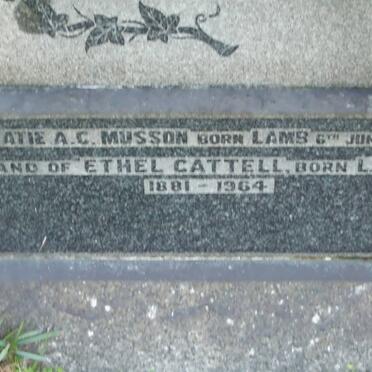 ATIE A.C. MUSSON BORN LAMB 6TH JUN
AND OF ETHEL CATTELL, BORN L
1881 - 1964